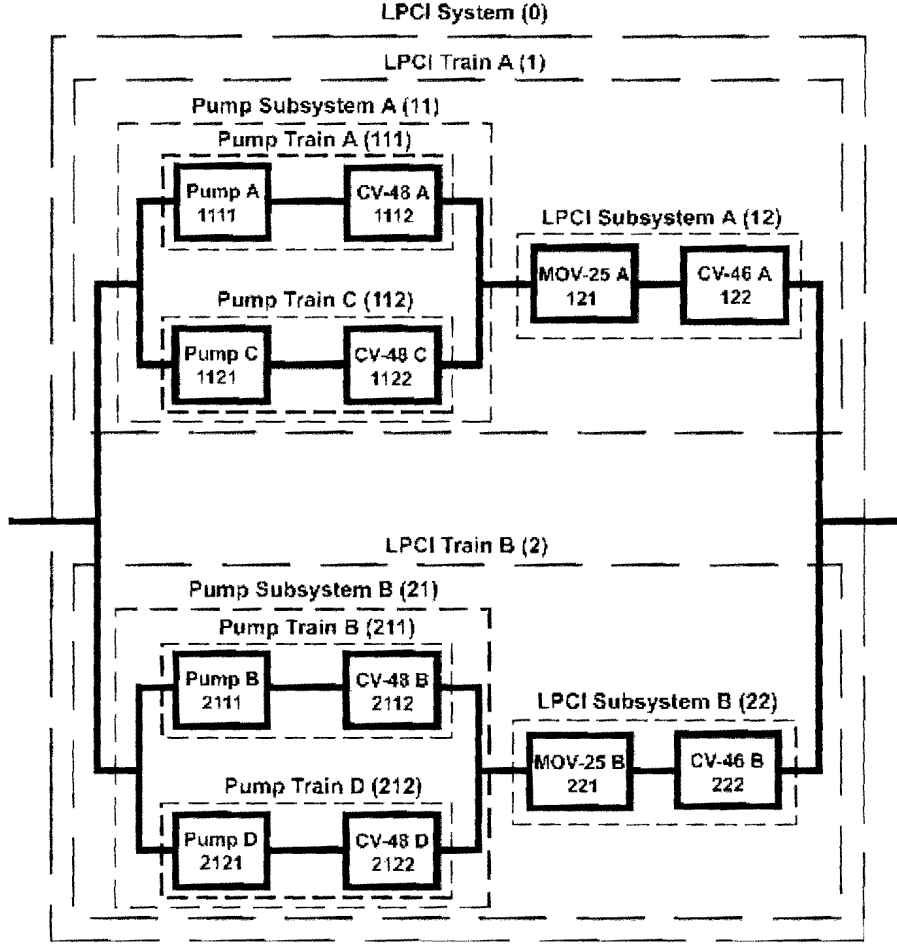 LPCI System (0)
LPCI Train A (1)
Pump Subsystem A (11)
Pump Train A (111)
Pump A
1111
CV-48 A
1112
LPCI Subsystem A (12)
MOV-25 A
121
CV-46 A
122
Pump Train C (112)
Pump C
1121
CV-48 C
1122
LPCI Train B (2)
Pump Subsystem B (21)
Pump Train B (211)
Pump B
2111
CV-48 B
2112
LPCI Subsystem B (22)
MOV-25 B
221
CV-46 B
222
Pump Train D (212)
Pump D
2121
CV-48 D
2122